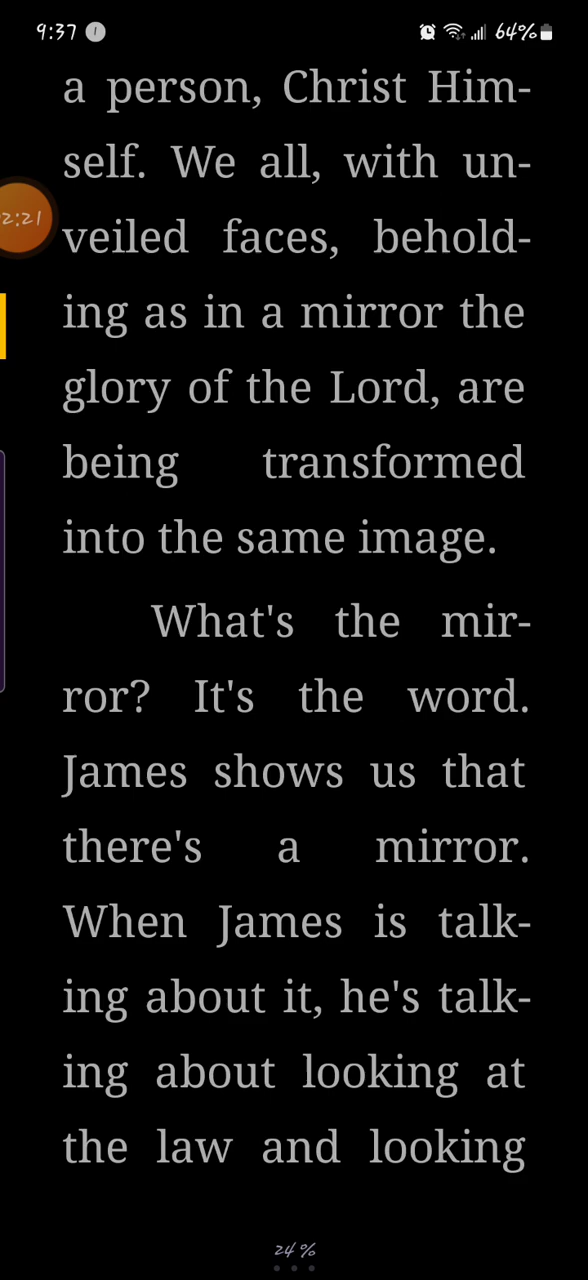 9:37
64%
a person, Christ Him-
self. We all, with un-
2:21
veiled faces, behold-
ing as in a mirror the
glory of the Lord, are
being transformed
into the same image.
What's the mir-
ror? It's the word.
James shows us that
there's a mirror.
When James is talk-
ing about it, he's talk-
ing about looking at
the law and looking
24%